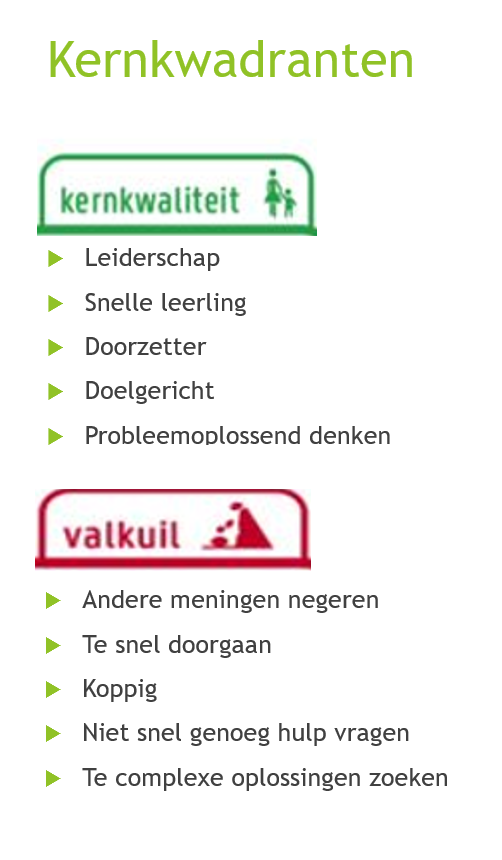 Kernkwadranten
kernkwaliteit
Leiderschap
Snelle leerling
Doorzetter
Doelgericht
Probleemoplossend denken
valkuil
Andere meningen negeren
Te snel doorgaan
Koppig
Niet snel genoeg hulp vragen
Te complexe oplossingen zoeken